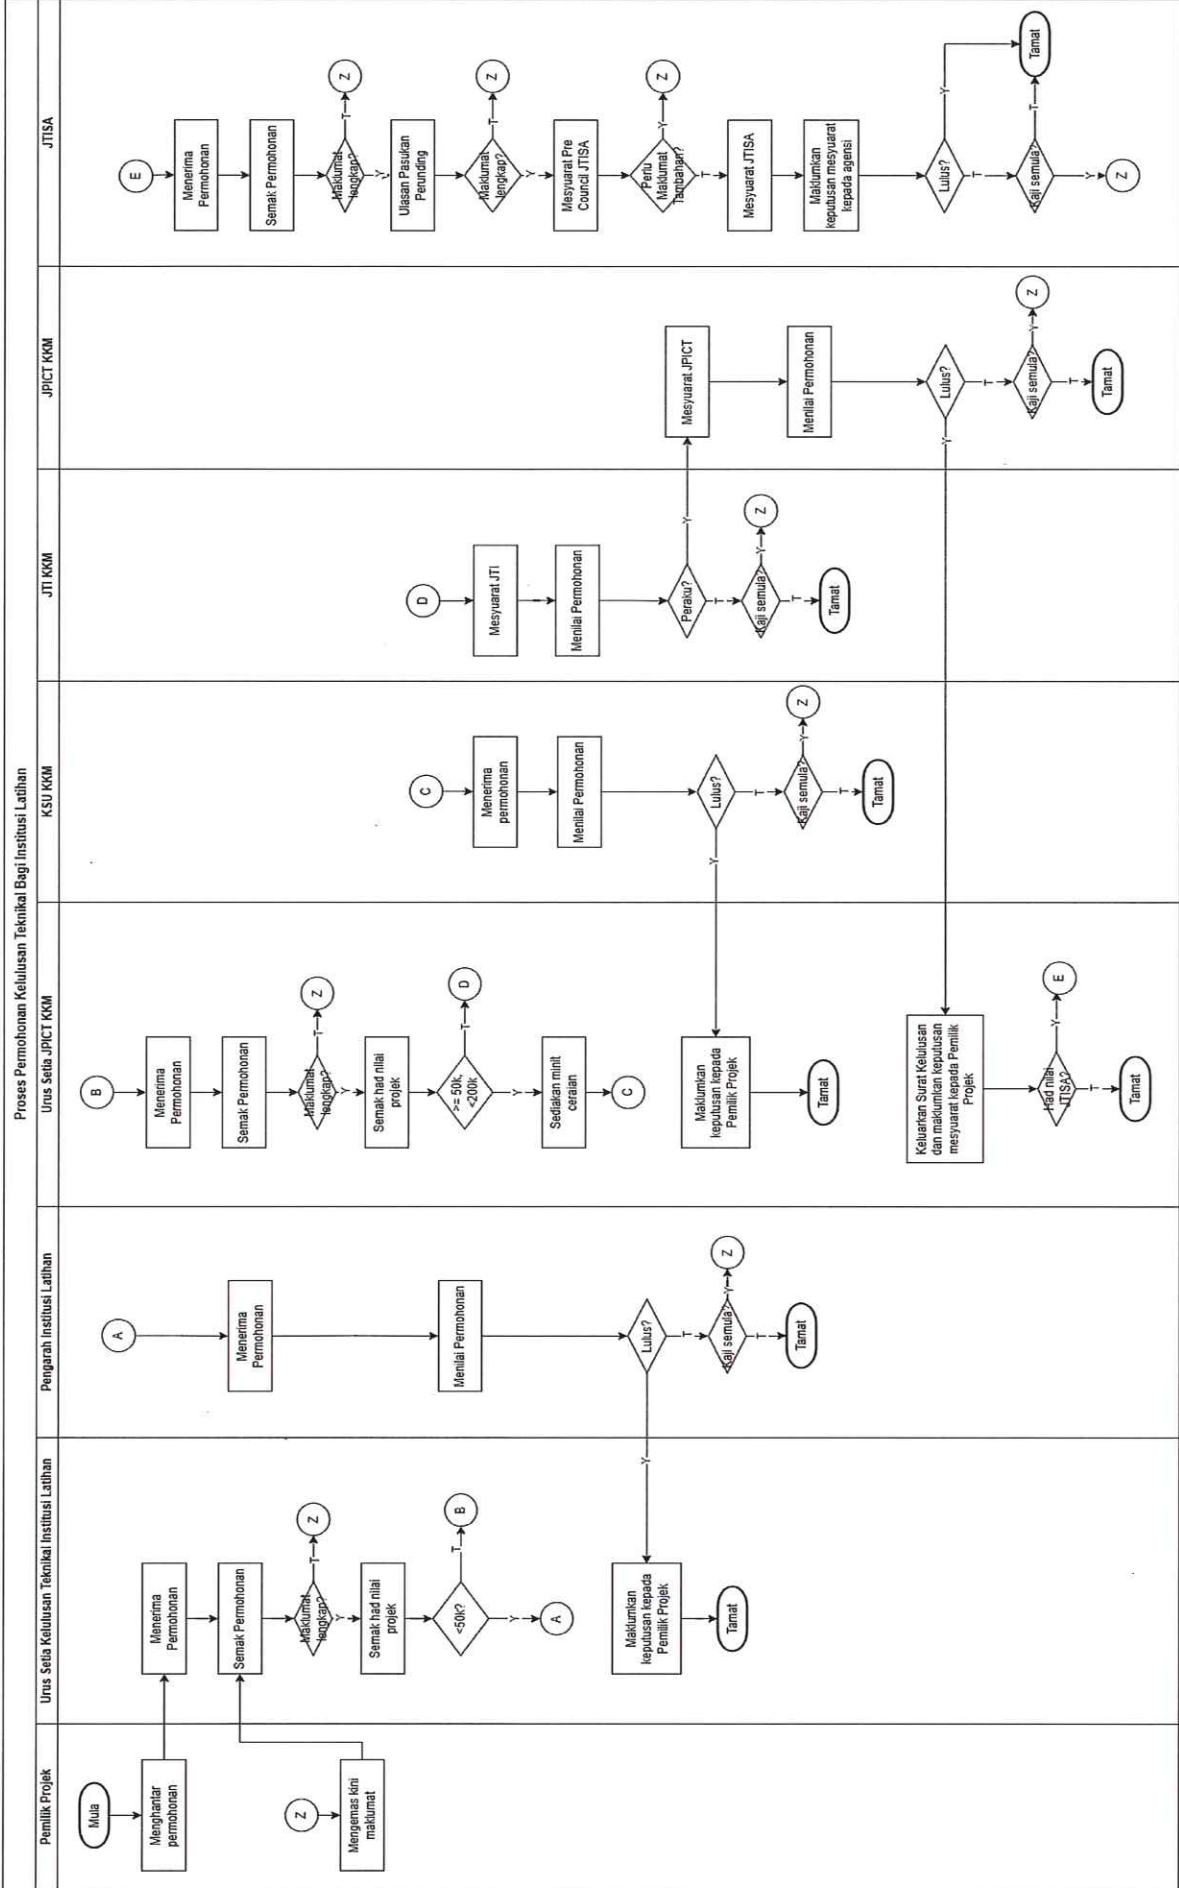 Proses Permohonan Kelulusan Teknikal Bagi Institusi Latihan
Pemilik Projek
Urus Setia Kelulusan Teknikal Institusi Latihan
Pengarah Institusi Latihan
Urus Setia JPICT KKM
KSU KKM
JTI KKM
JPICT KKM
JTISA
Mula
Menghantar
permohonan
Z
Mengemas kini
maklumat
Menerima
Permohonan
Semak Permohonan
Maklumat
lengkap?
T
Z
Y
Semak had nilai
projek
<50k?
T
B
Y
A
Maklumkan
keputusan kepada
Pemilik Projek
Tamat
A
Menerima
Permohonan
Menilai Permohonan
Lulus?
Y
T
Kaji semula?
Y
Z
T
Tamat
B
Menerima
Permohonan
Semak Permohonan
Maklumat
lengkap?
T
Z
Y
Semak had nilai
projek
>= 50k,
<200k
T
D
Y
Sediakan minit
ceraian
C
Maklumkan
keputusan kepada
Pemilik Projek
Tamat
Keluarkan Surat Kelulusan
dan maklumkan keputusan
mesyuarat kepada Pemilik
Projek
Had nilai
JTISA?
Y
E
T
Tamat
C
Menerima
permohonan
Menilai Permohonan
Lulus?
Y
T
Kaji semula?
Y
Z
T
Tamat
D
Mesyuarat JTI
Menilai Permohonan
Peraku?
Y
T
Kaji semula?
Y
Z
T
Tamat
Mesyuarat JPICT
Menilai Permohonan
Lulus?
Y
T
Kaji semula?
Y
Z
T
Tamat
E
Menerima
Permohonan
Semak Permohonan
Maklumat
lengkap?
T
Z
Y
Ulasan Pasukan
Perunding
Maklumat
lengkap?
T
Z
Y
Mesyuarat Pre
Council JTISA
Perlu
Maklumat
Tambahan?
Y
Z
T
Mesyuarat JTISA
Maklumkan
keputusan mesyuarat
kepada agensi
Lulus?
Y
T
Kaji semula?
T
Tamat
Y
Z